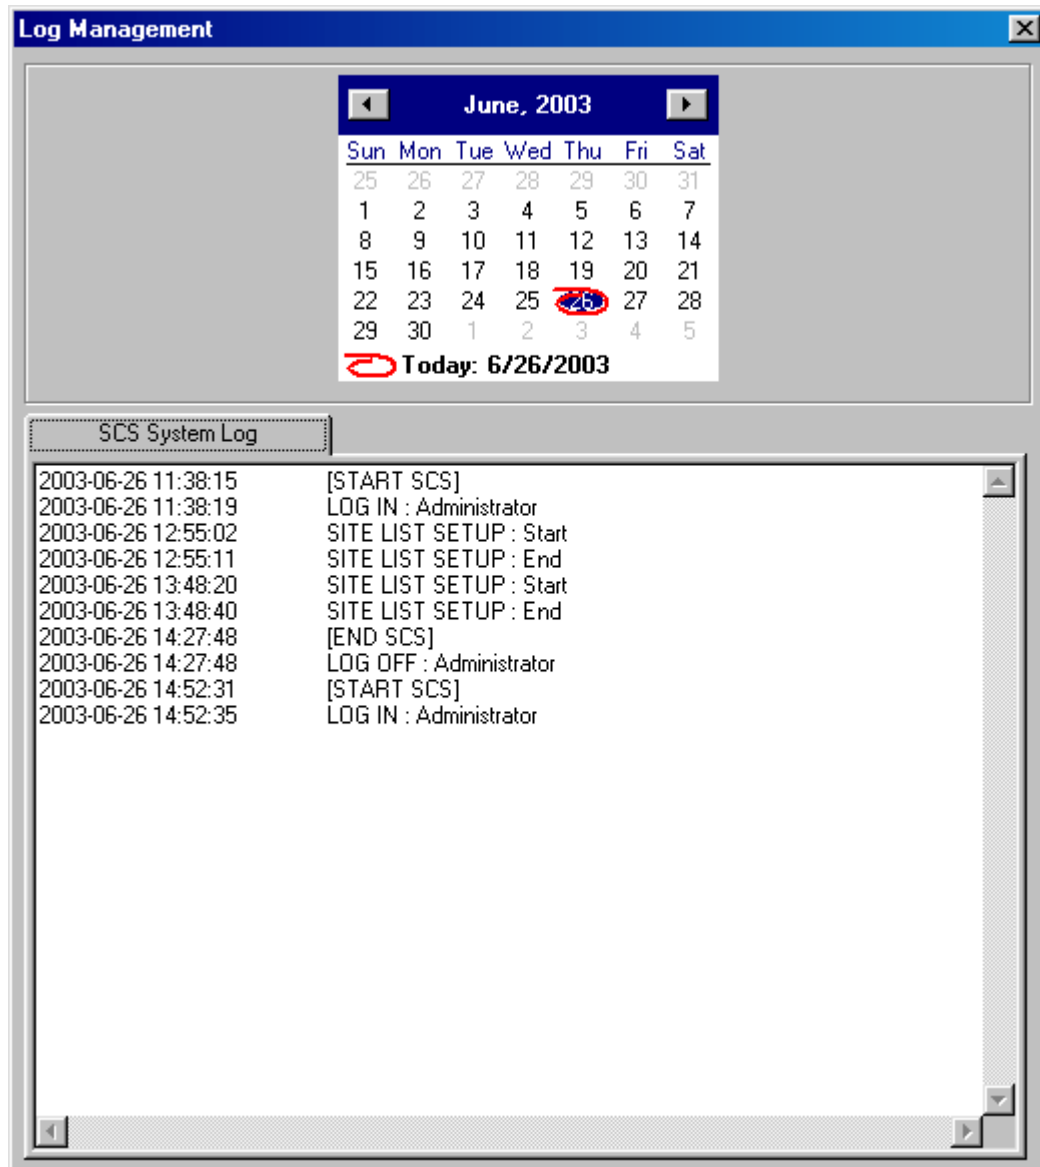 Log Management
June, 2003
Sun Mon Tue Wed Thu Fri Sat
25 26 27 28 29 30 31
1 2 3 4 5 6 7
8 9 10 11 12 13 14
15 16 17 18 19 20 21
22 23 24 25 26 27 28
29 30 1 2 3 4 5
Today: 6/26/2003
SCS System Log
2003-06-26 11:38:15 [START SCS]
2003-06-26 11:38:19 LOG IN : Administrator
2003-06-26 12:55:02 SITE LIST SETUP : Start
2003-06-26 12:55:11 SITE LIST SETUP : End
2003-06-26 13:48:20 SITE LIST SETUP : Start
2003-06-26 13:48:40 SITE LIST SETUP : End
2003-06-26 14:27:48 [END SCS]
2003-06-26 14:27:48 LOG OFF : Administrator
2003-06-26 14:52:31 [START SCS]
2003-06-26 14:52:35 LOG IN : Administrator